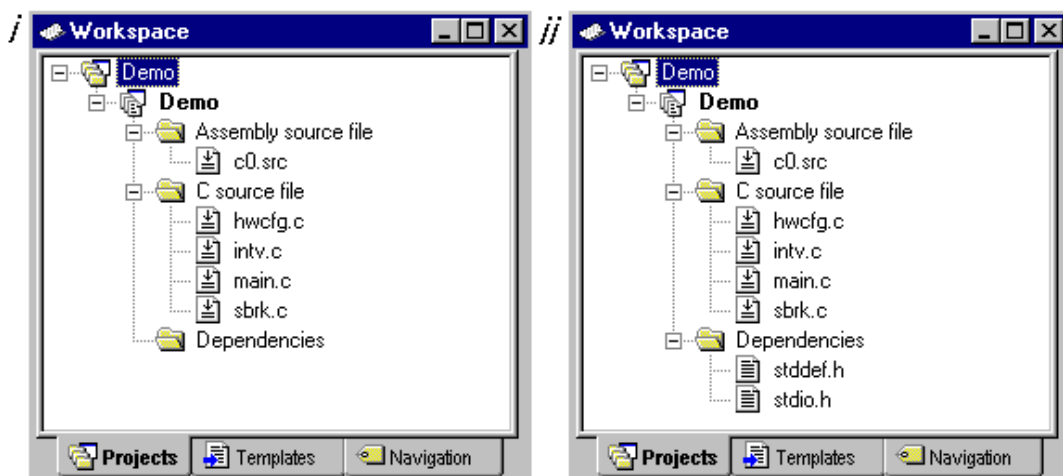 i
Workspace
Demo
Demo
Assembly source file
c0.src
C source file
hwcfg.c
intv.c
main.c
sbrk.c
Dependencies
Projects Templates Navigation
ii
Workspace
Demo
Demo
Assembly source file
c0.src
C source file
hwcfg.c
intv.c
main.c
sbrk.c
Dependencies
stddef.h
stdio.h
Projects Templates Navigation